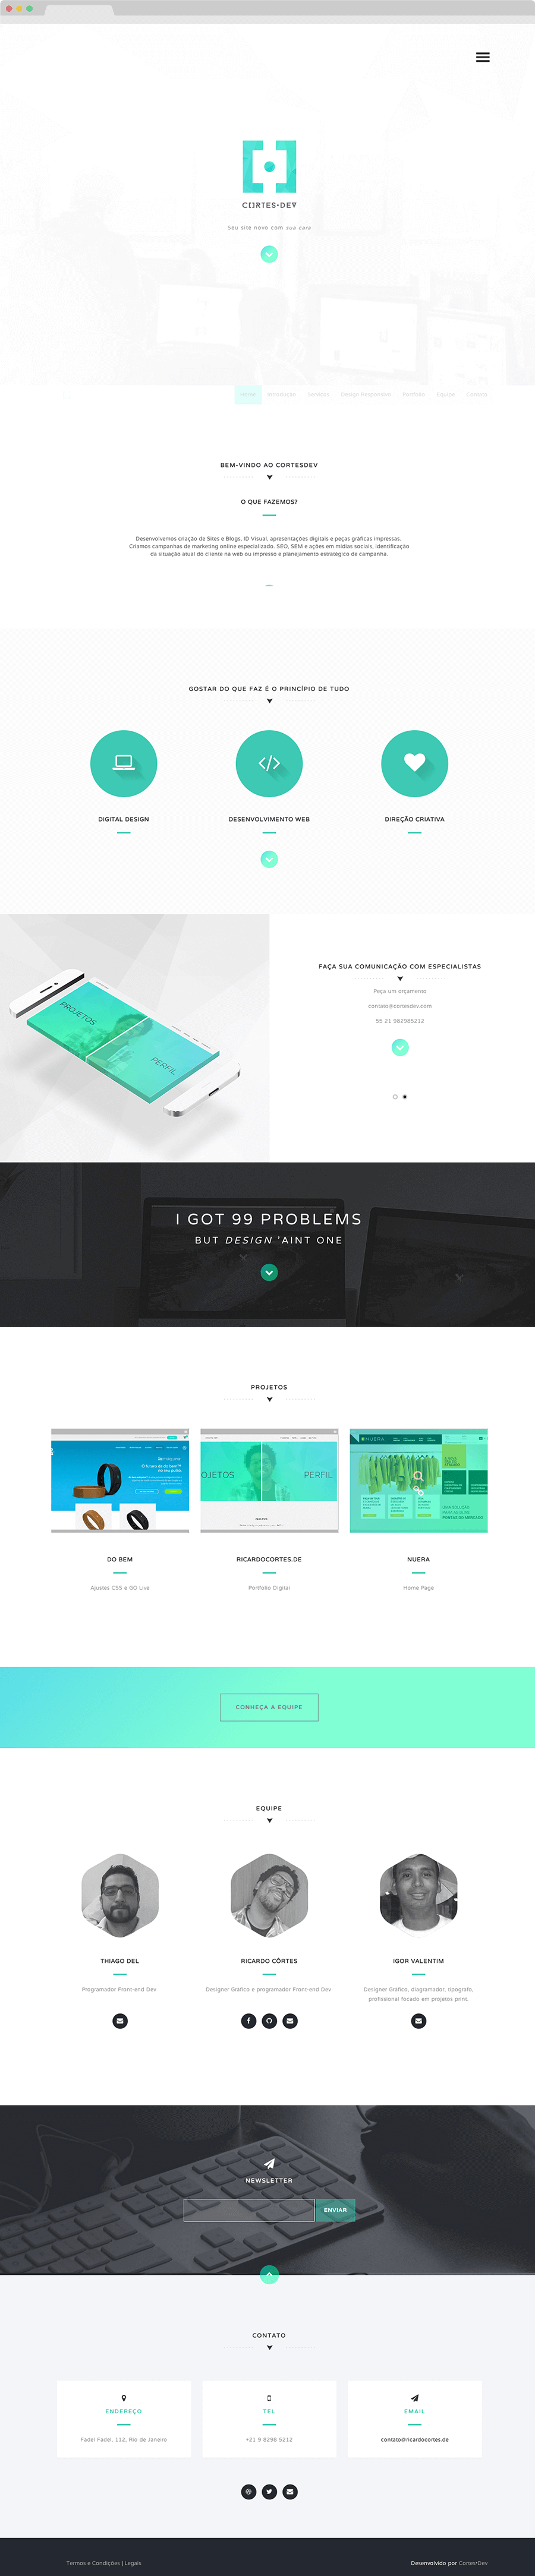 CORTES•DEV
Seu site novo com sua cara
Home Introdução Serviços Design Responsivo Portfolio Equipe Contato
BEM-VINDO AO CORTESDEV
O QUE FAZEMOS?
Desenvolvemos criação de Sites e Blogs, ID Visual, apresentações digitais e peças gráficas impressas.
Criamos campanhas de marketing online especializado. SEO, SEM e ações em mídias sociais, identificação
da situação atual do cliente na web ou impresso e planejamento estratégico de campanha.
GOSTAR DO QUE FAZ É O PRINCÍPIO DE TUDO
DIGITAL DESIGN
DESENVOLVIMENTO WEB
DIREÇÃO CRIATIVA
PROJETOS
PERFIL
FAÇA SUA COMUNICAÇÃO COM ESPECIALISTAS
Peça um orçamento
contato@cortesdev.com
55 21 982985212
I GOT 99 PROBLEMS
BUT DESIGN 'AINT ONE
PROJETOS
OJETOS
PERFIL
NUERA
DO BEM
Ajustes CSS e GO Live
RICARDOCORTES.DE
Portfolio Digital
NUERA
Home Page
CONHEÇA A EQUIPE
EQUIPE
THIAGO DEL
Programador Front-end Dev
RICARDO CÔRTES
Designer Gráfico e programador Front-end Dev
IGOR VALENTIM
Designer Gráfico, diagramador, tipógrafo,
profissional focado em projetos print.
NEWSLETTER
ENVIAR
CONTATO
ENDEREÇO
Fadel Fadel, 112, Rio de Janeiro
TEL
+21 9 8298 5212
EMAIL
contato@ricardocortes.de
Termos e Condições | Legais
Desenvolvido por Cortes•Dev